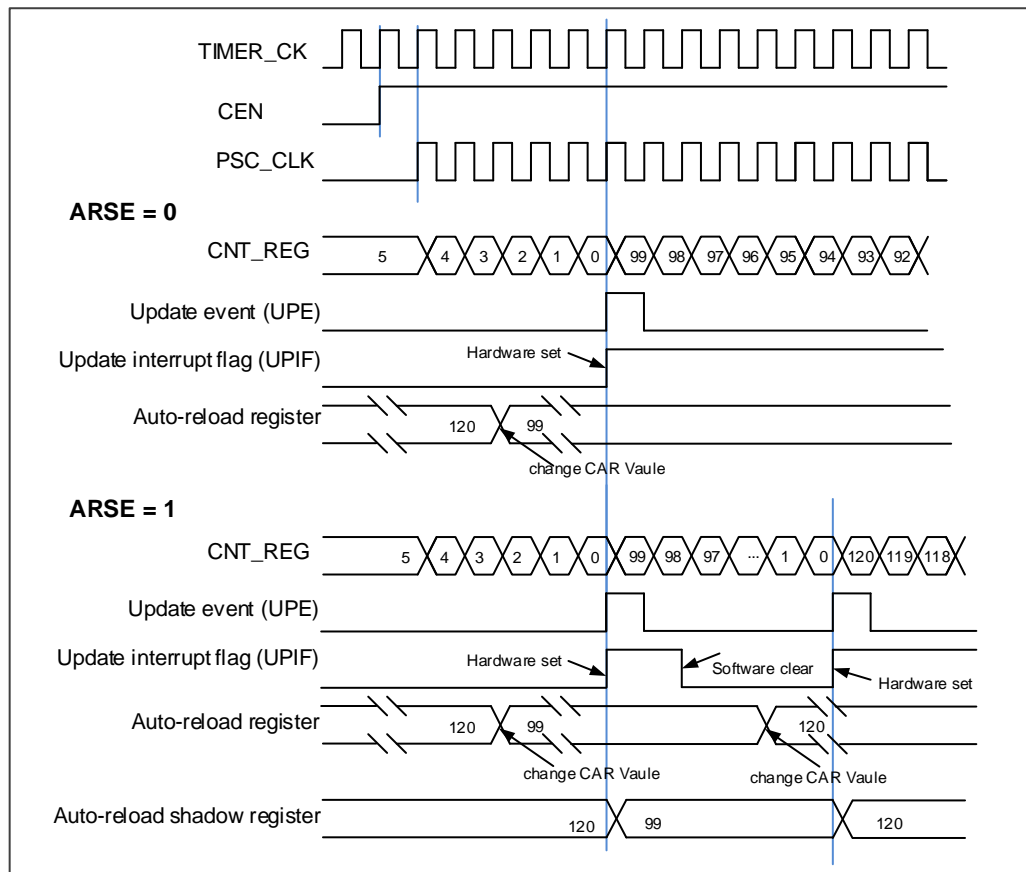 TIMER_CK
CEN
PSC_CLK
ARSE = 0
CNT_REG 5 4 3 2 1 0 99 98 97 96 95 94 93 92
Update event (UPE)
Update interrupt flag (UPIF) Hardware set
Auto-reload register 120 99
change CAR Vaule
ARSE = 1
CNT_REG 5 4 3 2 1 0 99 98 97 ... 1 0 120 119 118
Update event (UPE)
Update interrupt flag (UPIF) Hardware set Software clear Hardware set
Auto-reload register 120 99 120
change CAR Vaule change CAR Vaule
Auto-reload shadow register 120 99 120